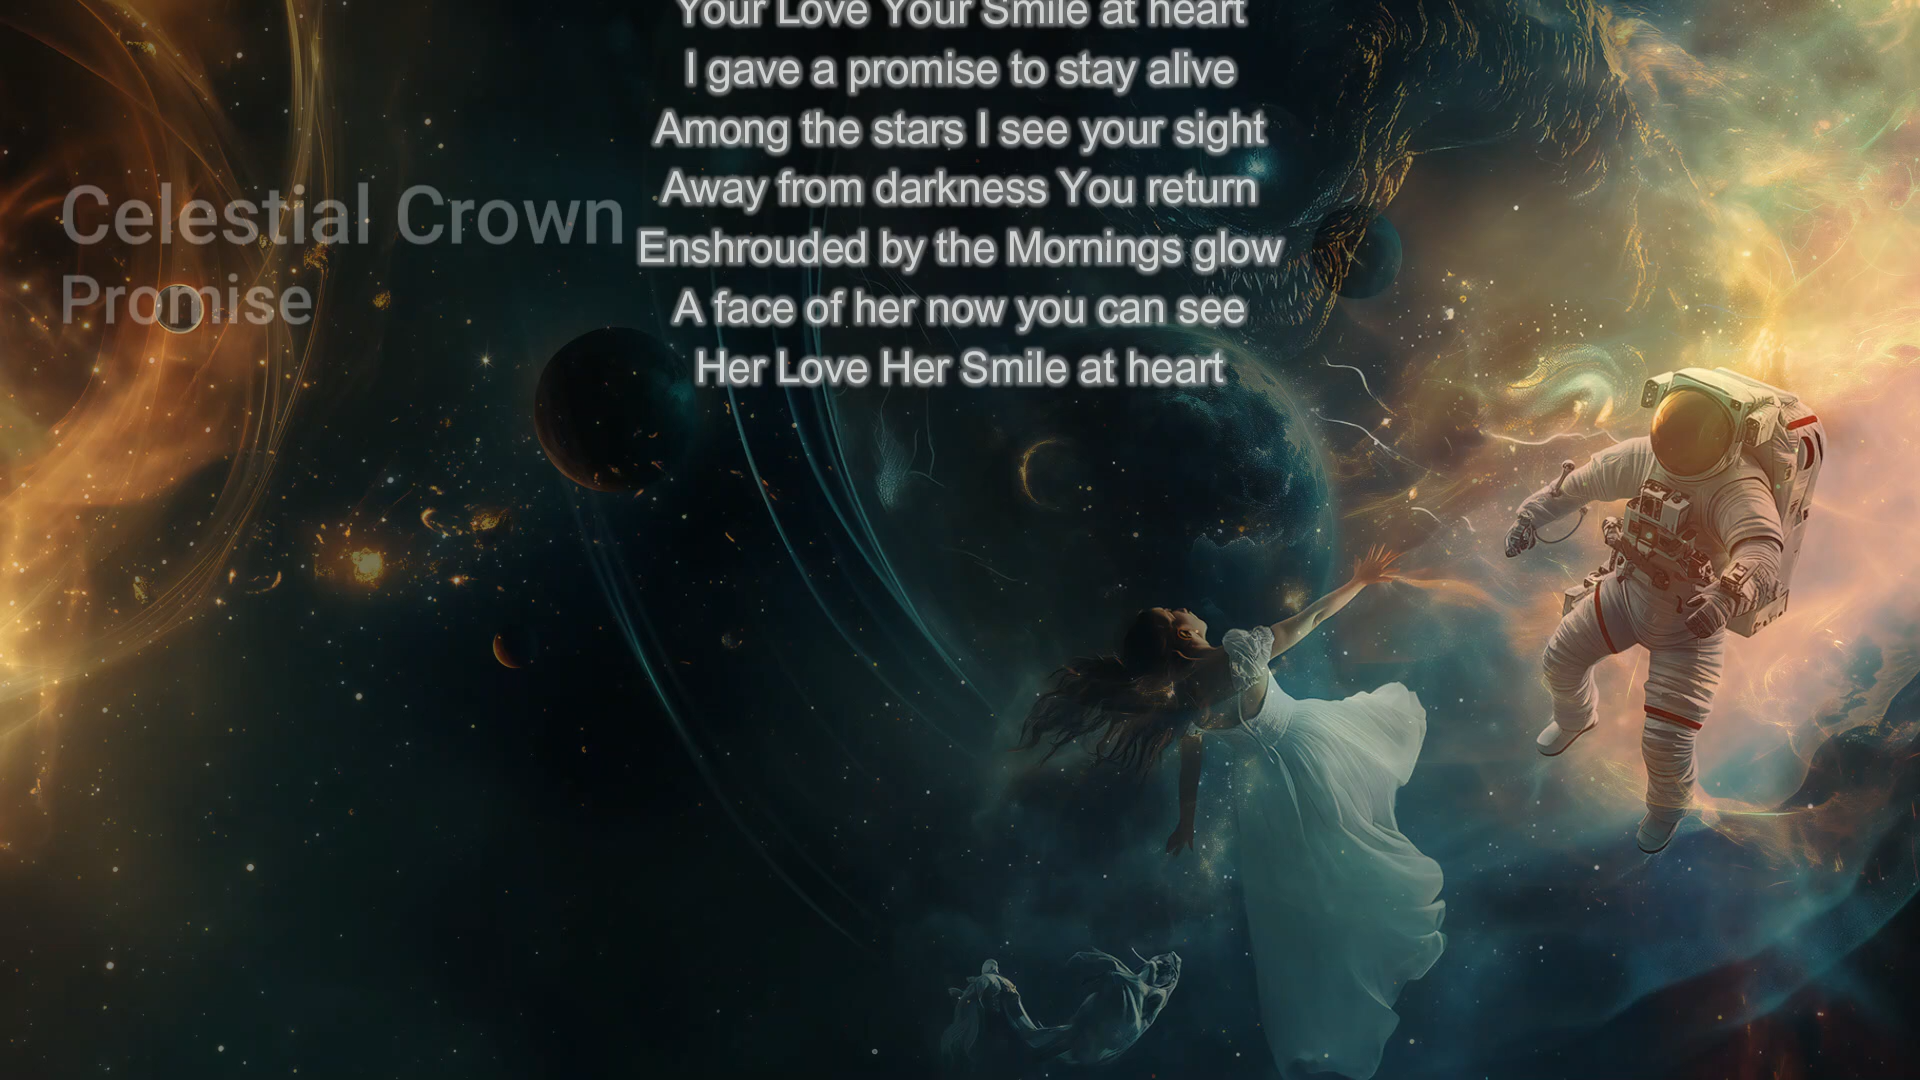 Your Love Your Smile at heart
I gave a promise to stay alive
Among the stars I see your sight
Away from darkness You return
Enshrouded by the Mornings glow
A face of her now you can see
Her Love Her Smile at heart
Celestial Crown
Promise